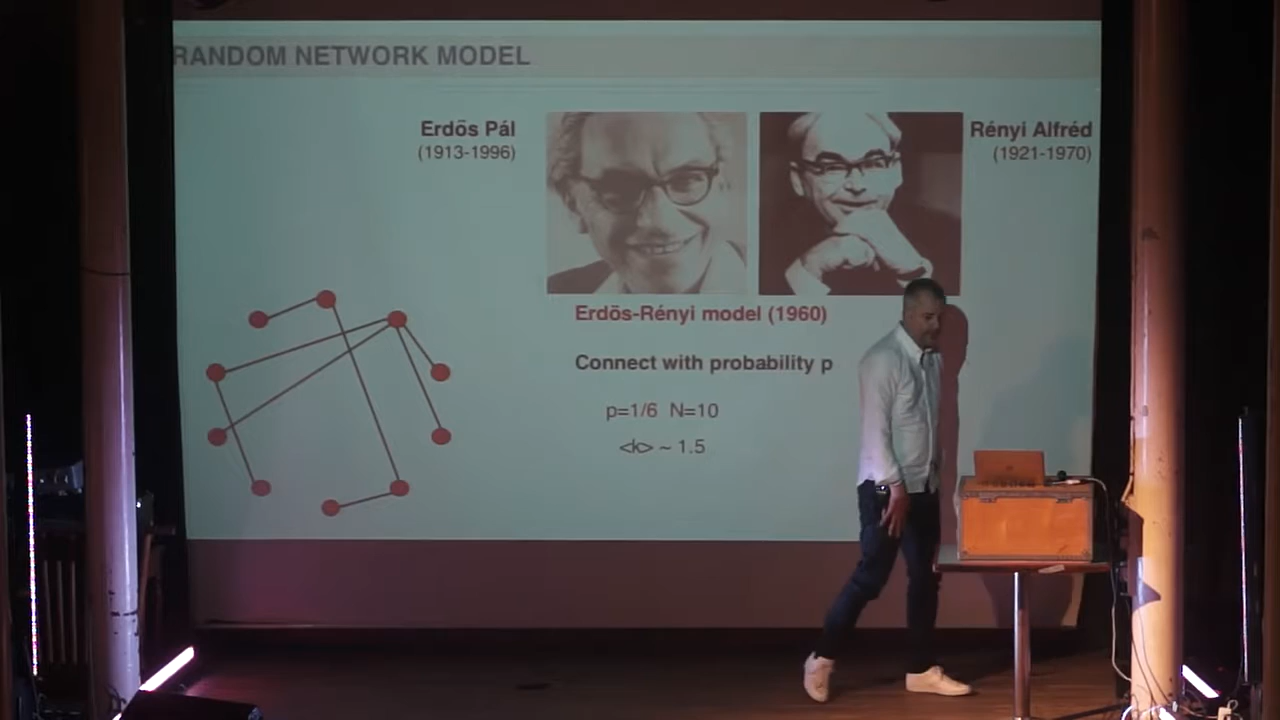 RANDOM NETWORK MODEL
Erdős Pál
(1913-1996)
Rényi Alfréd
(1921-1970)
Erdös-Rényi model (1960)
Connect with probability p
p=1/6 N=10
<k> ~ 1.5